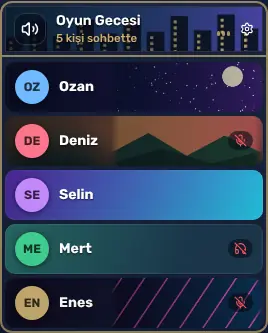 Oyun Gecesi
5 kişi sohbette
OZ Ozan
DE Deniz
SE Selin
ME Mert
EN Enes